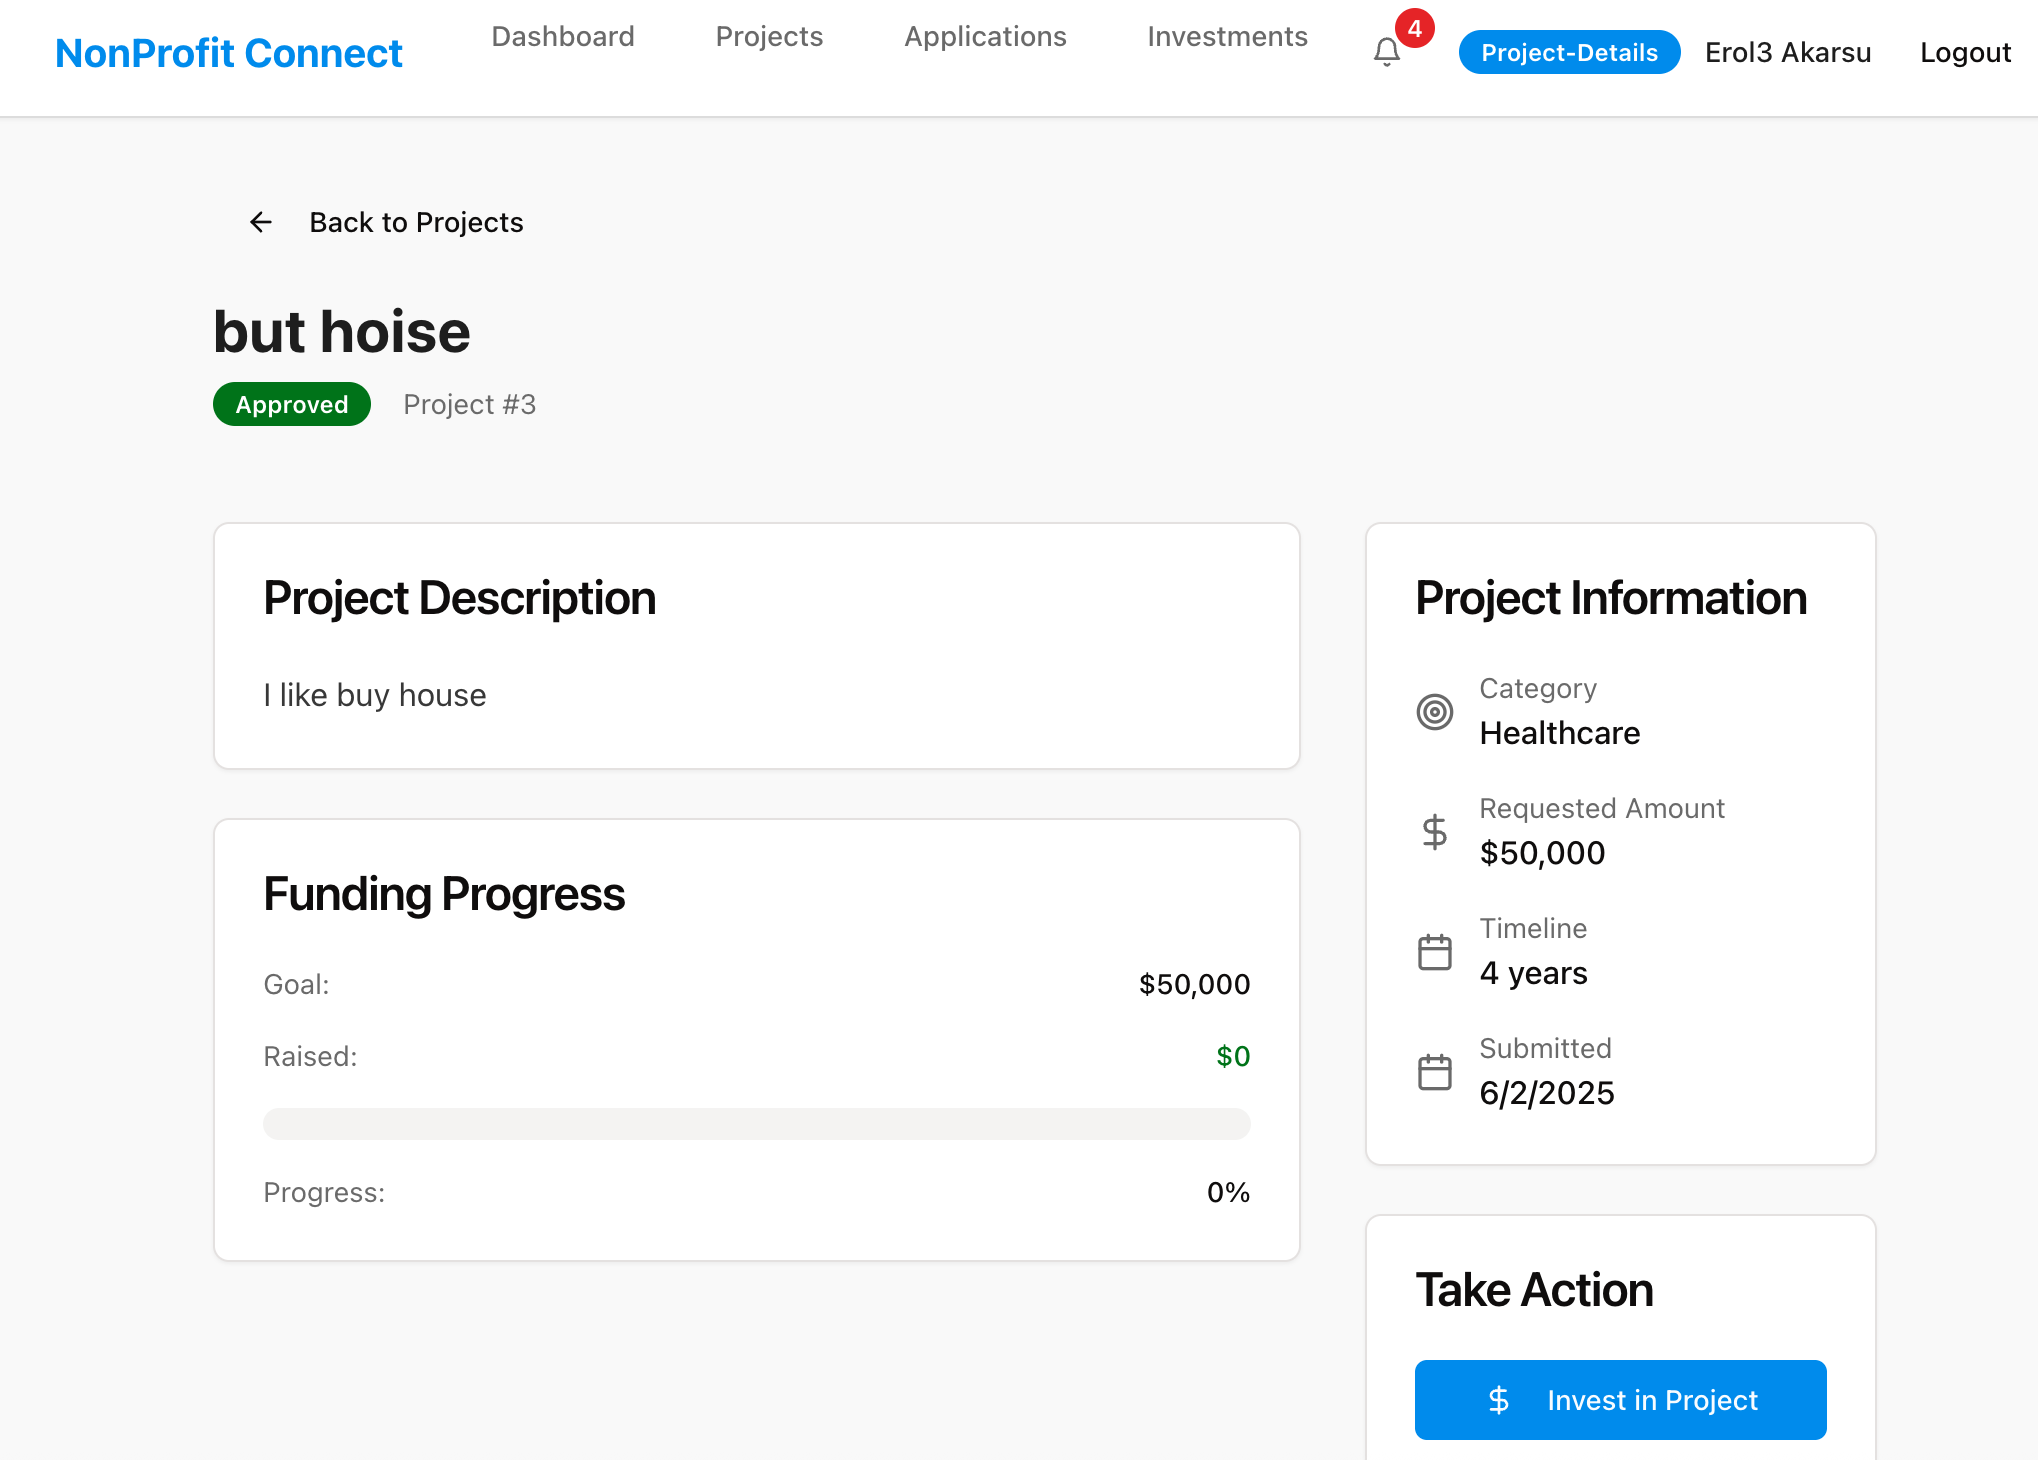 NonProfit Connect
Dashboard
Projects
Applications
Investments
4
Project-Details
Erol3 Akarsu
Logout
Back to Projects
but hoise
Approved
Project #3
Project Description
I like buy house
Funding Progress
Goal:
$50,000
Raised:
$0
Progress:
0%
Project Information
Category
Healthcare
Requested Amount
$50,000
Timeline
4 years
Submitted
6/2/2025
Take Action
$ Invest in Project